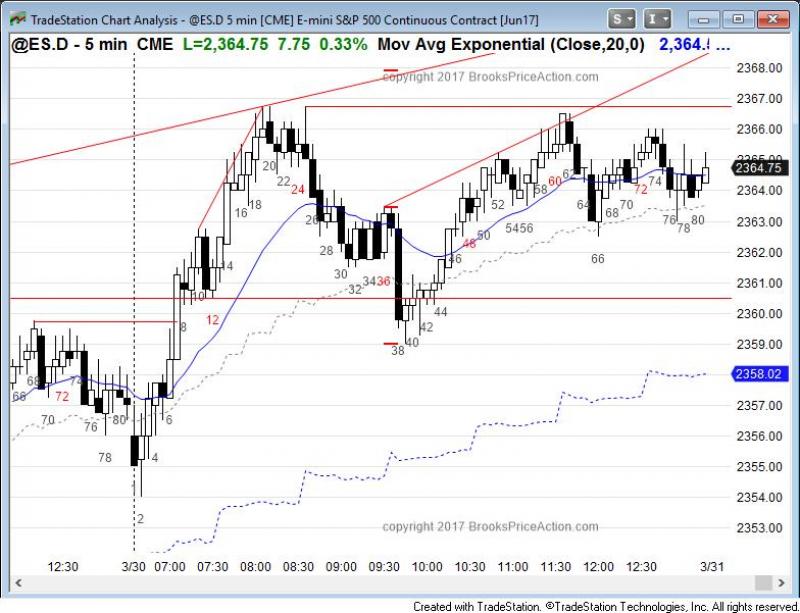 TradeStation Chart Analysis - @ES.D 5 min [CME] E-mini S&P 500 Continuous Contract [Jun17]
S
I
@ES.D - 5 min CME L=2,364.75 7.75 0.33% Mov Avg Exponential (Close,20,0) 2,364.! ...
copyright 2017 BrooksPriceAction.com
2368.00
2367.00
2366.00
2365.00
2364.75
2364.00
2363.00
2362.00
2361.00
2360.00
2359.00
2358.02
2357.00
2356.00
2355.00
2354.00
2353.00
68 70 72 74 76 78 80
2 4 6 8 10 12 14 16 18 20 22 24 26 28 30 32 34 36 38 40 42 44 46 48 50 52 54 56 58 60 62 64 66 68 70 72 74 76 78 80
copyright 2017 BrooksPriceAction.com
12:30 3/30 07:00 07:30 08:00 08:30 09:00 09:30 10:00 10:30 11:00 11:30 12:00 12:30 3/31
Created with TradeStation. ©TradeStation Technologies, Inc. All rights reserved.